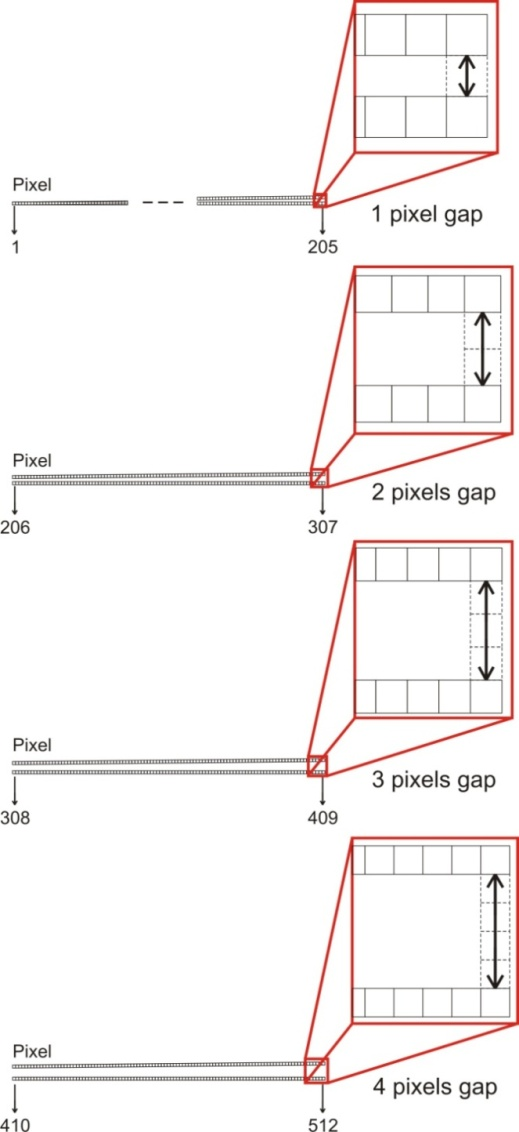 Pixel
1
205
1 pixel gap
Pixel
206
307
2 pixels gap
Pixel
308
409
3 pixels gap
Pixel
410
512
4 pixels gap